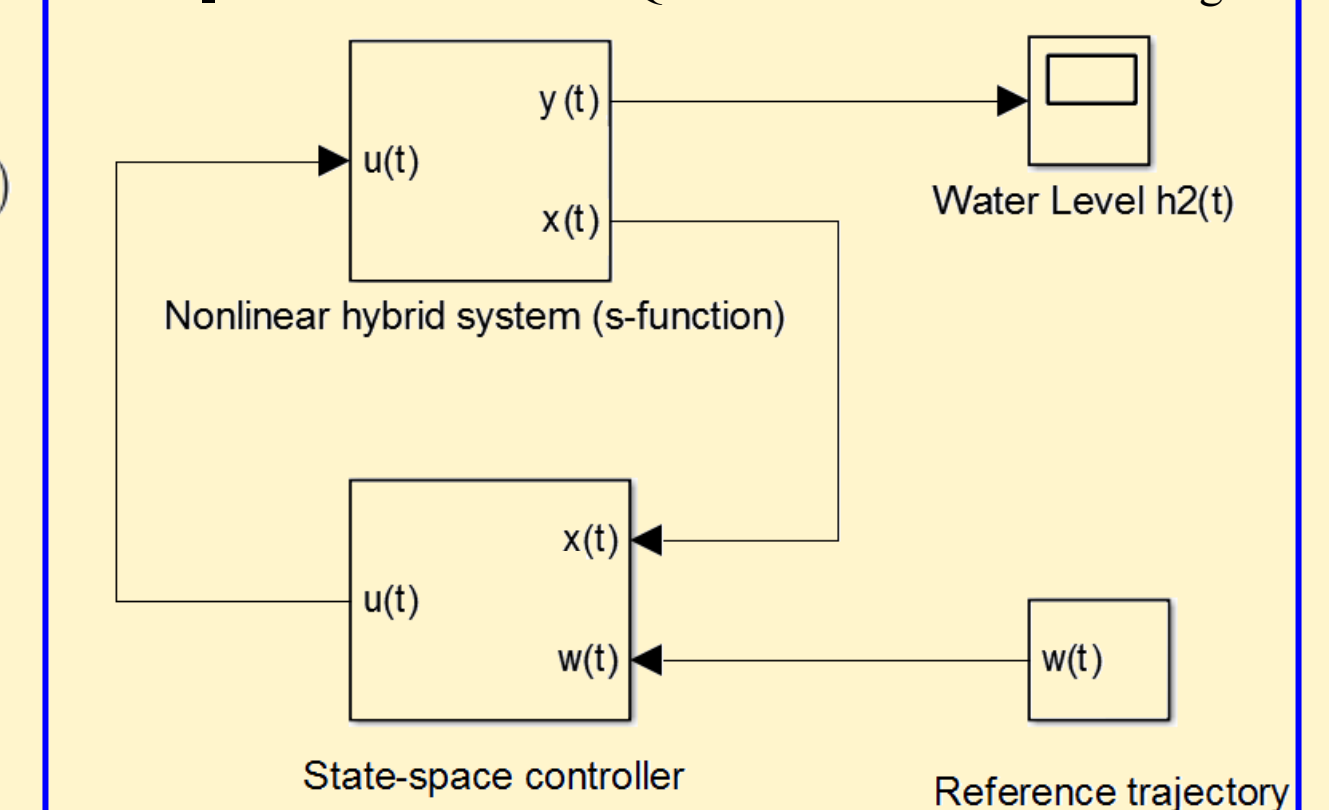 y (t)
u(t)
x(t)
Water Level h2(t)
Nonlinear hybrid system (s-function)
x(t)
u(t)
w(t)
w(t)
State-space controller
Reference trajectory